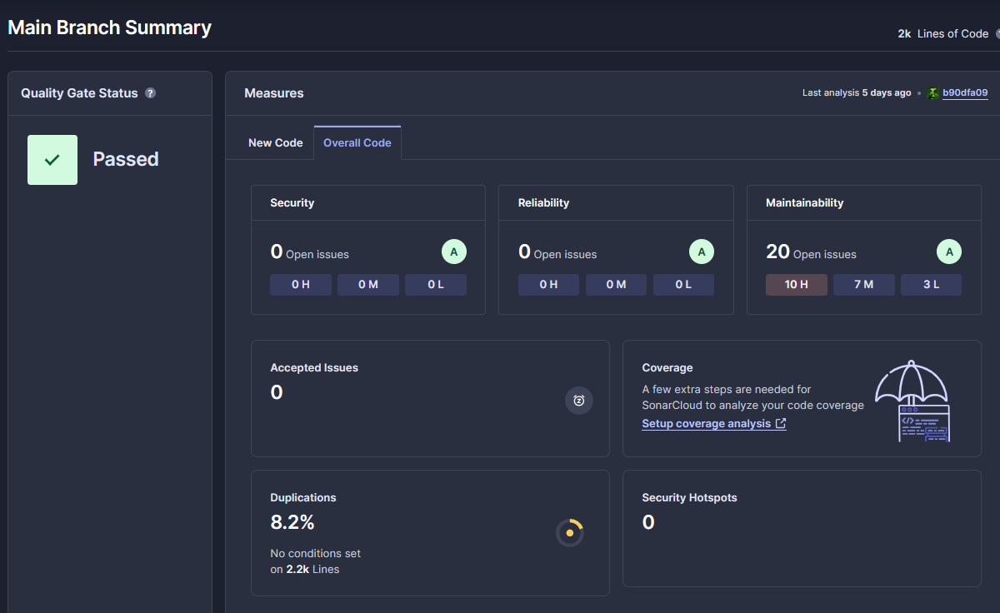 Main Branch Summary
2k Lines of Code
Quality Gate Status ?
Passed
Measures
Last analysis 5 days ago • b90dfa09
New Code
Overall Code
Security
0 Open issues
A
0 H
0 M
0 L
Reliability
0 Open issues
A
0 H
0 M
0 L
Maintainability
20 Open issues
A
10 H
7 M
3 L
Accepted Issues
0
Coverage
A few extra steps are needed for
SonarCloud to analyze your code coverage
Setup coverage analysis
Duplications
8.2%
No conditions set
on 2.2k Lines
Security Hotspots
0